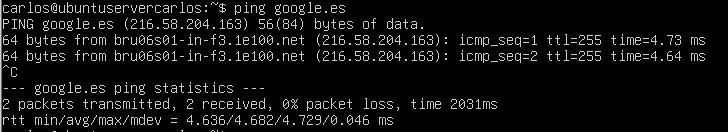 carlos@ubuntuservercarlos:~$ ping google.es
PING google.es (216.58.204.163) 56(84) bytes of data.
64 bytes from bru06s01-in-f3.1e100.net (216.58.204.163): icmp_seq=1 ttl=255 time=4.73 ms
64 bytes from bru06s01-in-f3.1e100.net (216.58.204.163): icmp_seq=2 ttl=255 time=4.64 ms
^C
--- google.es ping statistics ---
2 packets transmitted, 2 received, 0% packet loss, time 2031ms
rtt min/avg/max/mdev = 4.636/4.682/4.729/0.046 ms